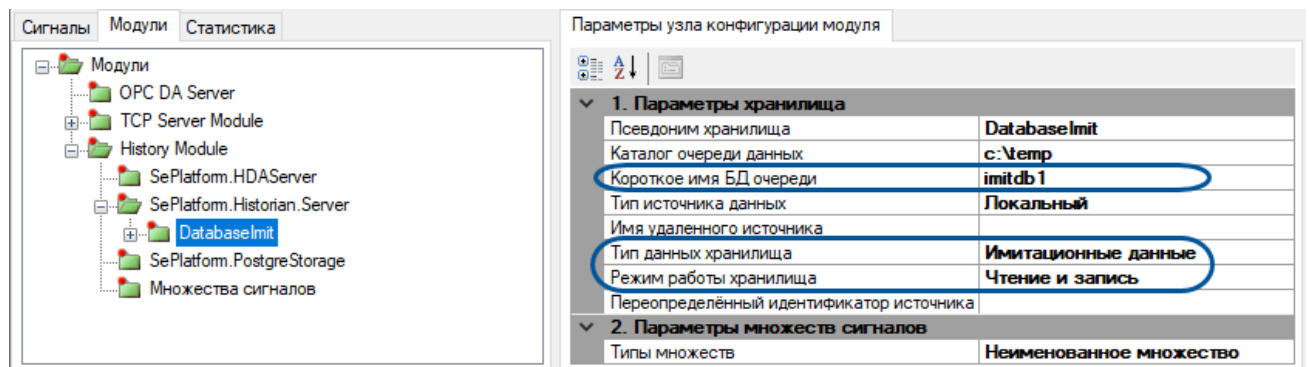 Сигналы Модули Статистика
Модули
OPC DA Server
TCP Server Module
History Module
SePlatform.HDAServer
SePlatform.Historian.Server
DatabaseImit
SePlatform.PostgreStorage
Множества сигналов
Параметры узла конфигурации модуля
1. Параметры хранилища
Псевдоним хранилища DatabaseImit
Каталог очереди данных c:\temp
Короткое имя БД очереди imitdb1
Тип источника данных Локальный
Имя удаленного источника
Тип данных хранилища Имитационные данные
Режим работы хранилища Чтение и запись
Переопределённый идентификатор источника
2. Параметры множеств сигналов
Типы множеств Неименованное множество